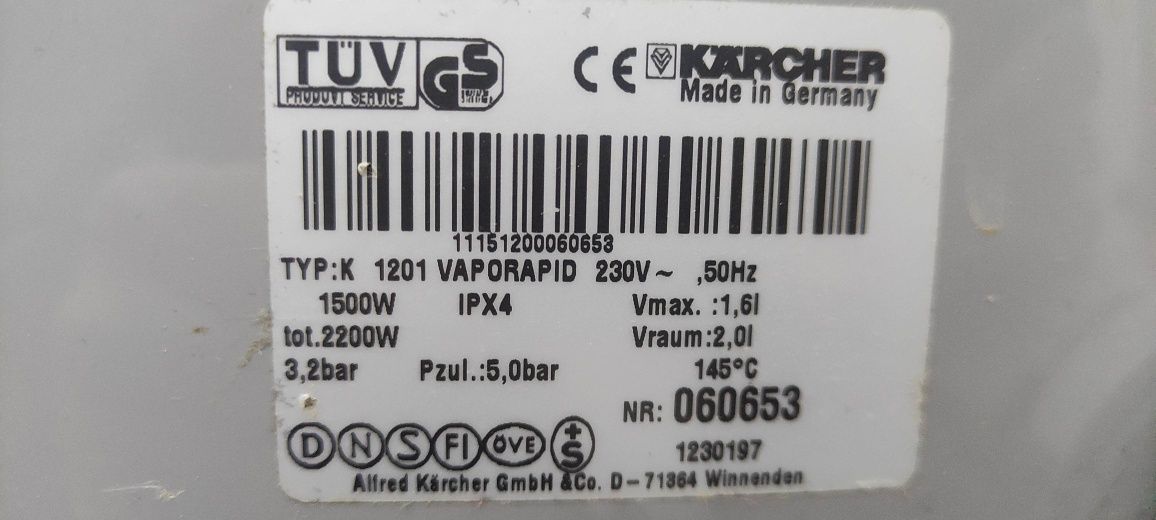 TÜV
PRODUCT SERVICE
GS
CE
KÄRCHER
Made in Germany
11151200060653
TYP:K 1201 VAPORAPID 230V~ ,50Hz
1500W IPX4 Vmax. :1,6l
tot.2200W Vraum:2,0l
3,2bar Pzul.:5,0bar 145°C
NR: 060653
D N S FI ÖVE +S
1230197
Alfred Kärcher GmbH &Co. D-71364 Winnenden